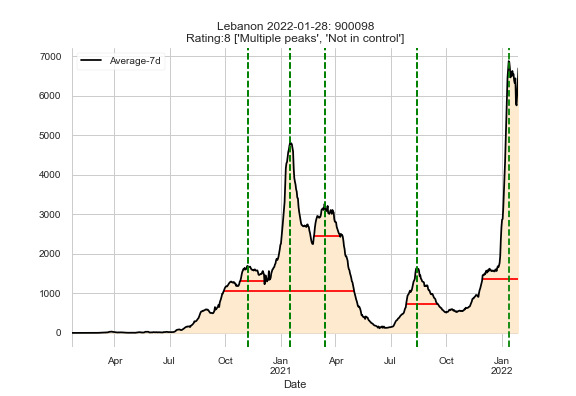 Lebanon 2022-01-28: 900098
Rating:8 ['Multiple peaks', 'Not in control']
Average-7d
7000
6000
5000
4000
3000
2000
1000
0
Apr Jul Oct Jan Apr Jul Oct Jan
2021 2022
Date